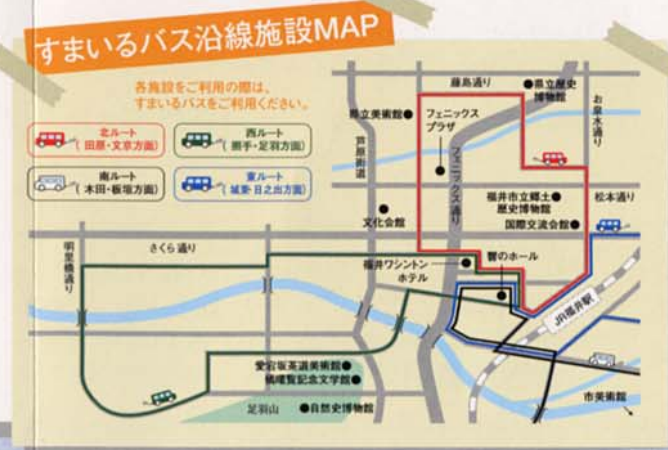 すまいるバス沿線施設MAP
各施設をご利用の際は、
すまいるバスをご利用ください。
北ルート
(田原・文京方面)
西ルート
(照手・足羽方面)
南ルート
(木田・板垣方面)
東ルート
(城東・日之出方面)
藤島通り
県立歴史
博物館
県立美術館
フェニックス
プラザ
お泉水通り
芦原街道
フェニックス通り
福井市立郷土
歴史博物館
松本通り
国際交流会館
文化会館
明里橋通り
さくら通り
福井ワシントン
ホテル
響のホール
JR福井駅
愛宕坂茶道美術館
橘曙覧記念文学館
足羽山
自然史博物館
市美術館